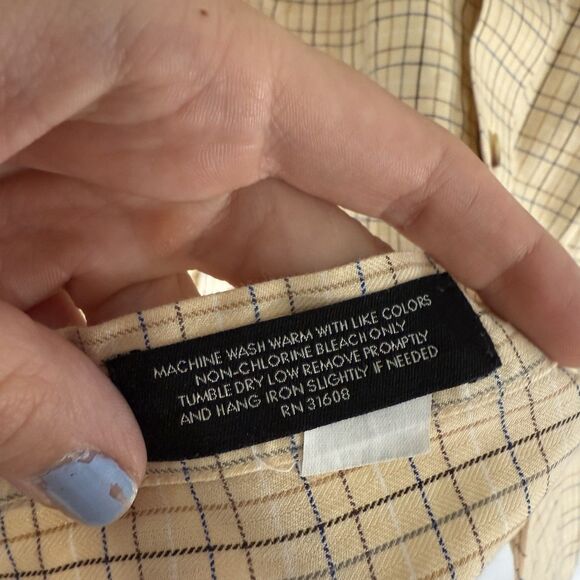 MACHINE WASH WARM WITH LIKE COLORS
NON-CHLORINE BLEACH ONLY
TUMBLE DRY LOW REMOVE PROMPTLY
AND HANG IRON SLIGHTLY IF NEEDED
RN 31608